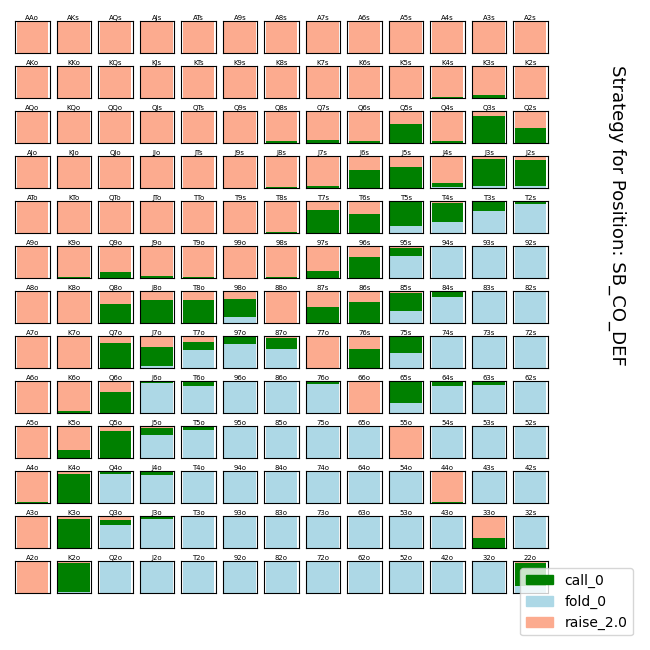 AAo AKs AQs AJs ATs A9s A8s A7s A6s A5s A4s A3s A2s
AKo KKo KQs KJs KTs K9s K8s K7s K6s K5s K4s K3s K2s
AQo KQo QQo QJs QTs Q9s Q8s Q7s Q6s Q5s Q4s Q3s Q2s
AJo KJo QJo JJo JTs J9s J8s J7s J6s J5s J4s J3s J2s
ATo KTo QTo JTo TTo T9s T8s T7s T6s T5s T4s T3s T2s
A9o K9o Q9o J9o T9o 99o 98s 97s 96s 95s 94s 93s 92s
A8o K8o Q8o J8o T8o 98o 88o 87s 86s 85s 84s 83s 82s
A7o K7o Q7o J7o T7o 97o 87o 77o 76s 75s 74s 73s 72s
A6o K6o Q6o J6o T6o 96o 86o 76o 66o 65s 64s 63s 62s
A5o K5o Q5o J5o T5o 95o 85o 75o 65o 55o 54s 53s 52s
A4o K4o Q4o J4o T4o 94o 84o 74o 64o 54o 44o 43s 42s
A3o K3o Q3o J3o T3o 93o 83o 73o 63o 53o 43o 33o 32s
A2o K2o Q2o J2o T2o 92o 82o 72o 62o 52o 42o 32o 22o
Strategy for Position: SB_CO_DEF
call_0
fold_0
raise_2.0